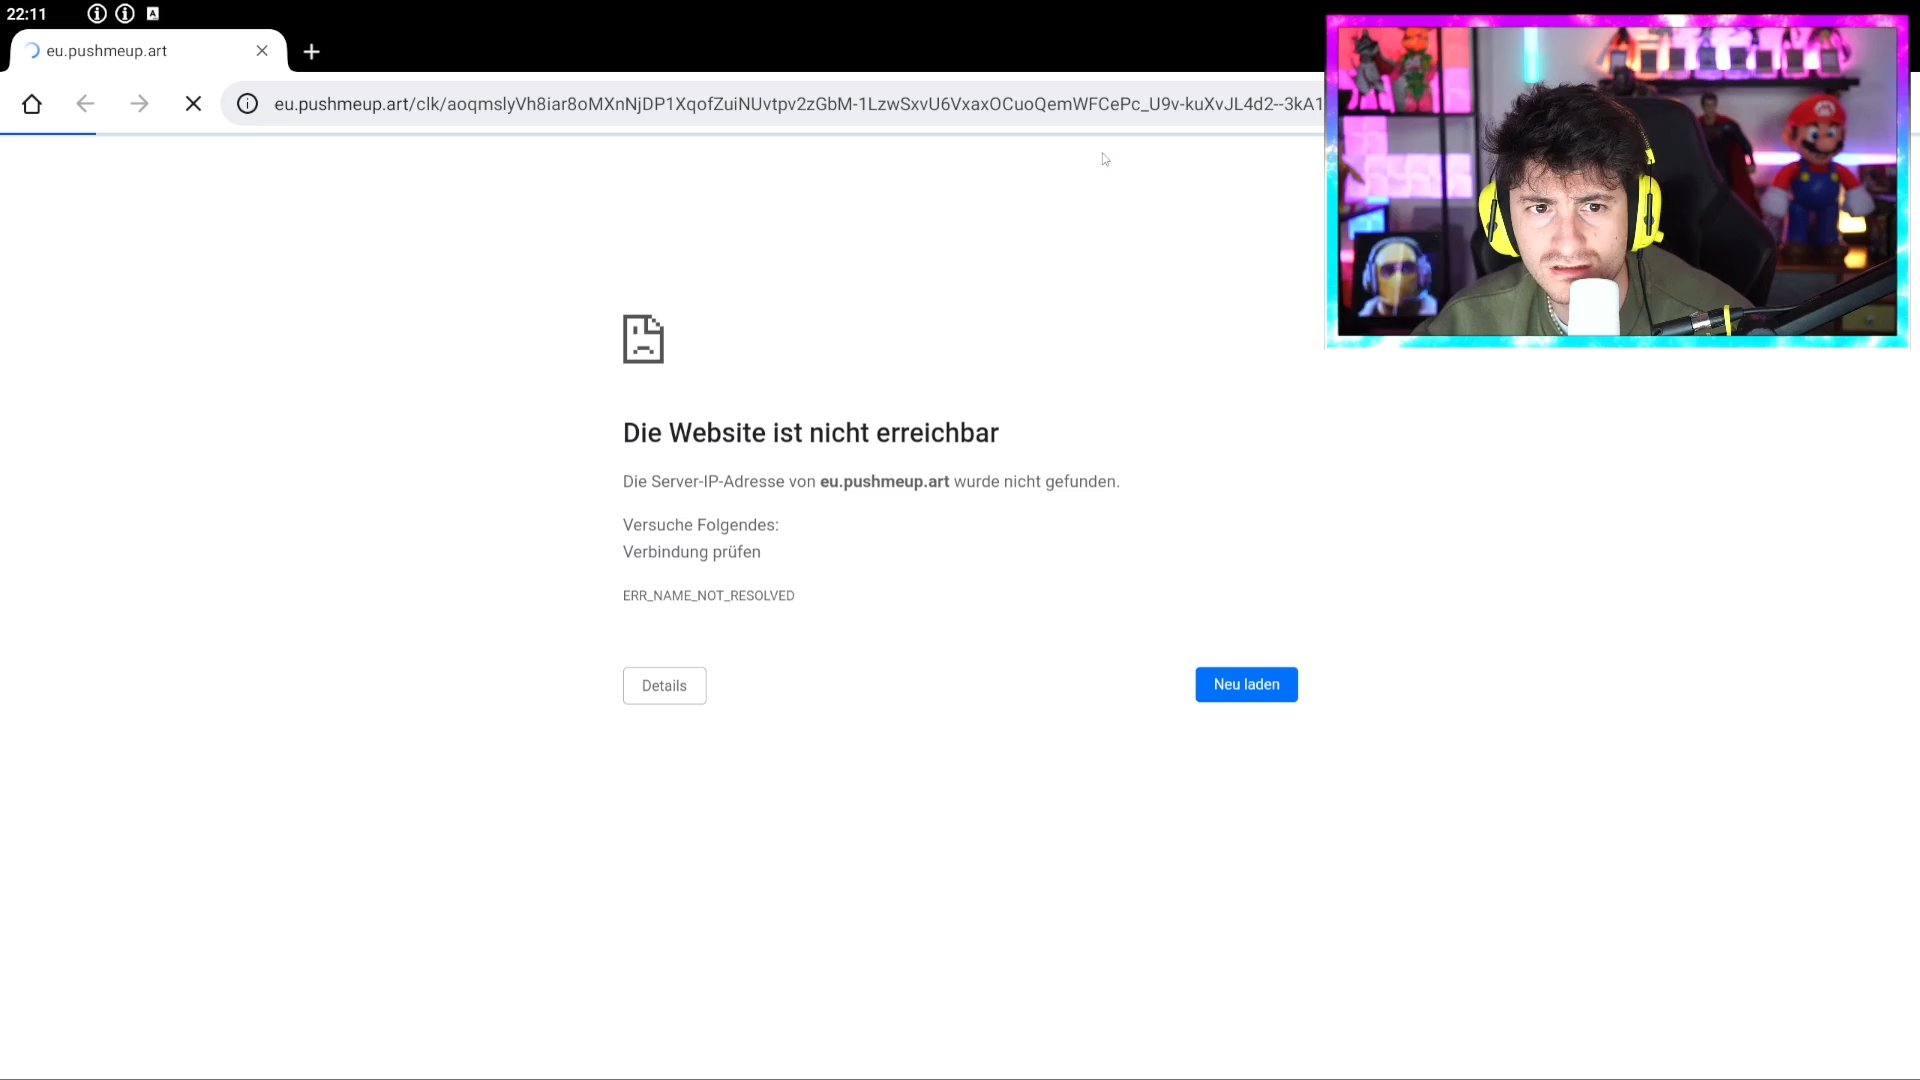 22:11
eu.pushmeup.art
eu.pushmeup.art/clk/aoqmslyVh8iar8oMXnNjDP1XqofZuiNUvtpv2zGbM-1LzwSxvU6VxaxOCuoQemWFCePc_U9v-kuXvJL4d2--3kA1
Die Website ist nicht erreichbar
Die Server-IP-Adresse von eu.pushmeup.art wurde nicht gefunden.
Versuche Folgendes:
Verbindung prüfen
ERR_NAME_NOT_RESOLVED
Details
Neu laden